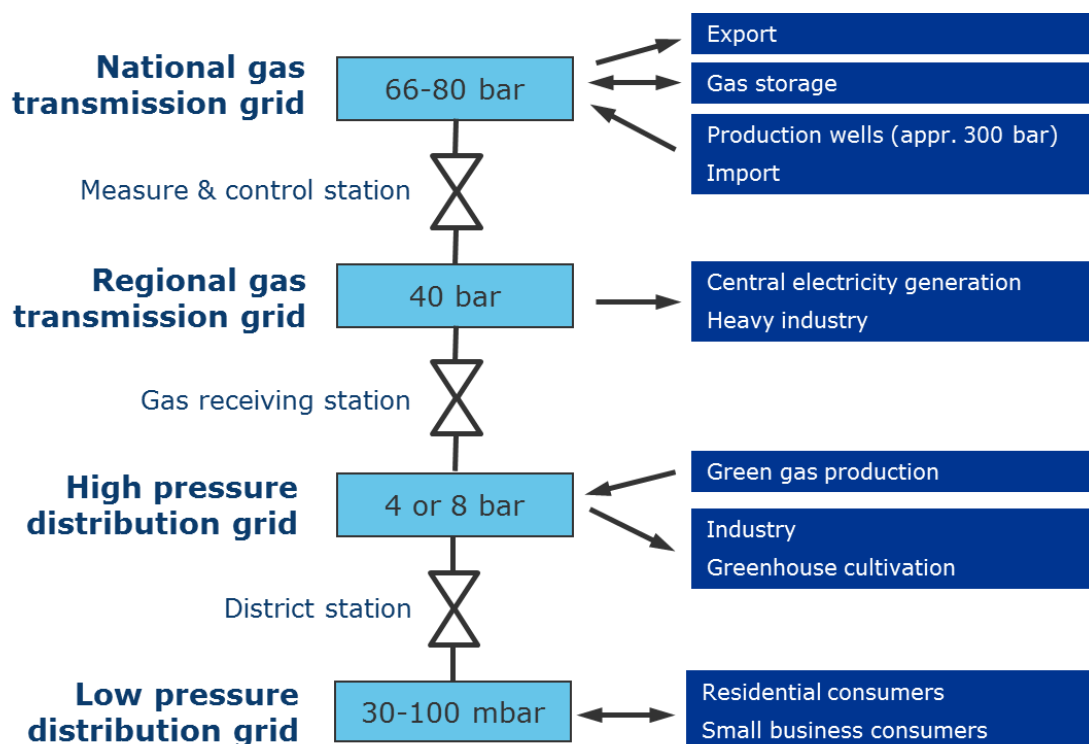 National gas
transmission grid
66-80 bar
Export
Gas storage
Production wells (appr. 300 bar)
Import
Measure & control station
Regional gas
transmission grid
40 bar
Central electricity generation
Heavy industry
Gas receiving station
High pressure
distribution grid
4 or 8 bar
Green gas production
Industry
Greenhouse cultivation
District station
Low pressure
distribution grid
30-100 mbar
Residential consumers
Small business consumers